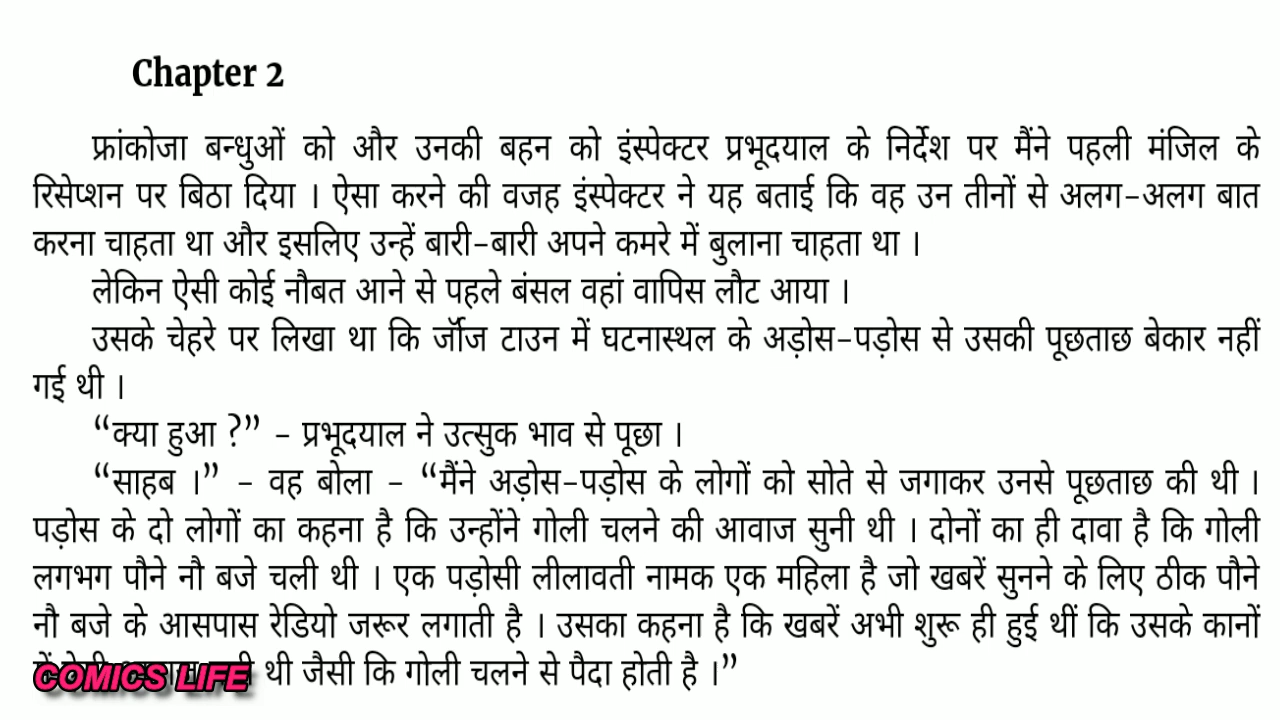 Chapter 2
फ्रांकोजा बन्धुओं को और उनकी बहन को इंस्पेक्टर प्रभूदयाल के निर्देश पर मैंने पहली मंजिल के
रिसेप्शन पर बिठा दिया । ऐसा करने की वजह इंस्पेक्टर ने यह बताई कि वह उन तीनों से अलग-अलग बात
करना चाहता था और इसलिए उन्हें बारी-बारी अपने कमरे में बुलाना चाहता था ।
लेकिन ऐसी कोई नौबत आने से पहले बंसल वहां वापिस लौट आया ।
उसके चेहरे पर लिखा था कि जॉर्ज टाउन में घटनास्थल के अड़ोस-पड़ोस से उसकी पूछताछ बेकार नहीं
गई थी ।
“क्या हुआ ?” - प्रभूदयाल ने उत्सुक भाव से पूछा ।
“साहब ।” - वह बोला - “मैंने अड़ोस-पड़ोस के लोगों को सोते से जगाकर उनसे पूछताछ की थी ।
पड़ोस के दो लोगों का कहना है कि उन्होंने गोली चलने की आवाज सुनी थी । दोनों का ही दावा है कि गोली
लगभग पौने नौ बजे चली थी । एक पड़ोसी लीलावती नामक एक महिला है जो खबरें सुनने के लिए ठीक पौने
नौ बजे के आसपास रेडियो जरूर लगाती है । उसका कहना है कि खबरें अभी शुरू ही हुई थीं कि उसके कानों
थी जैसी कि गोली चलने से पैदा होती है ।”
COMICS LIFE